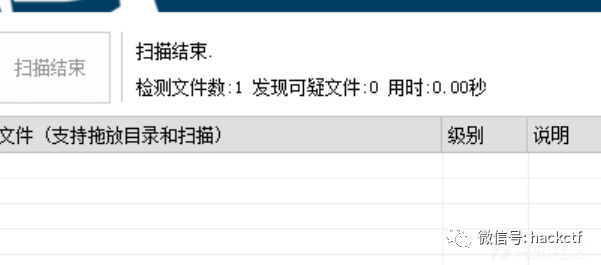 扫描结束
扫描结束.
检测文件数:1 发现可疑文件:0 用时:0.00秒
文件（支持拖放目录和扫描） 级别 说明
微信号: hackctf